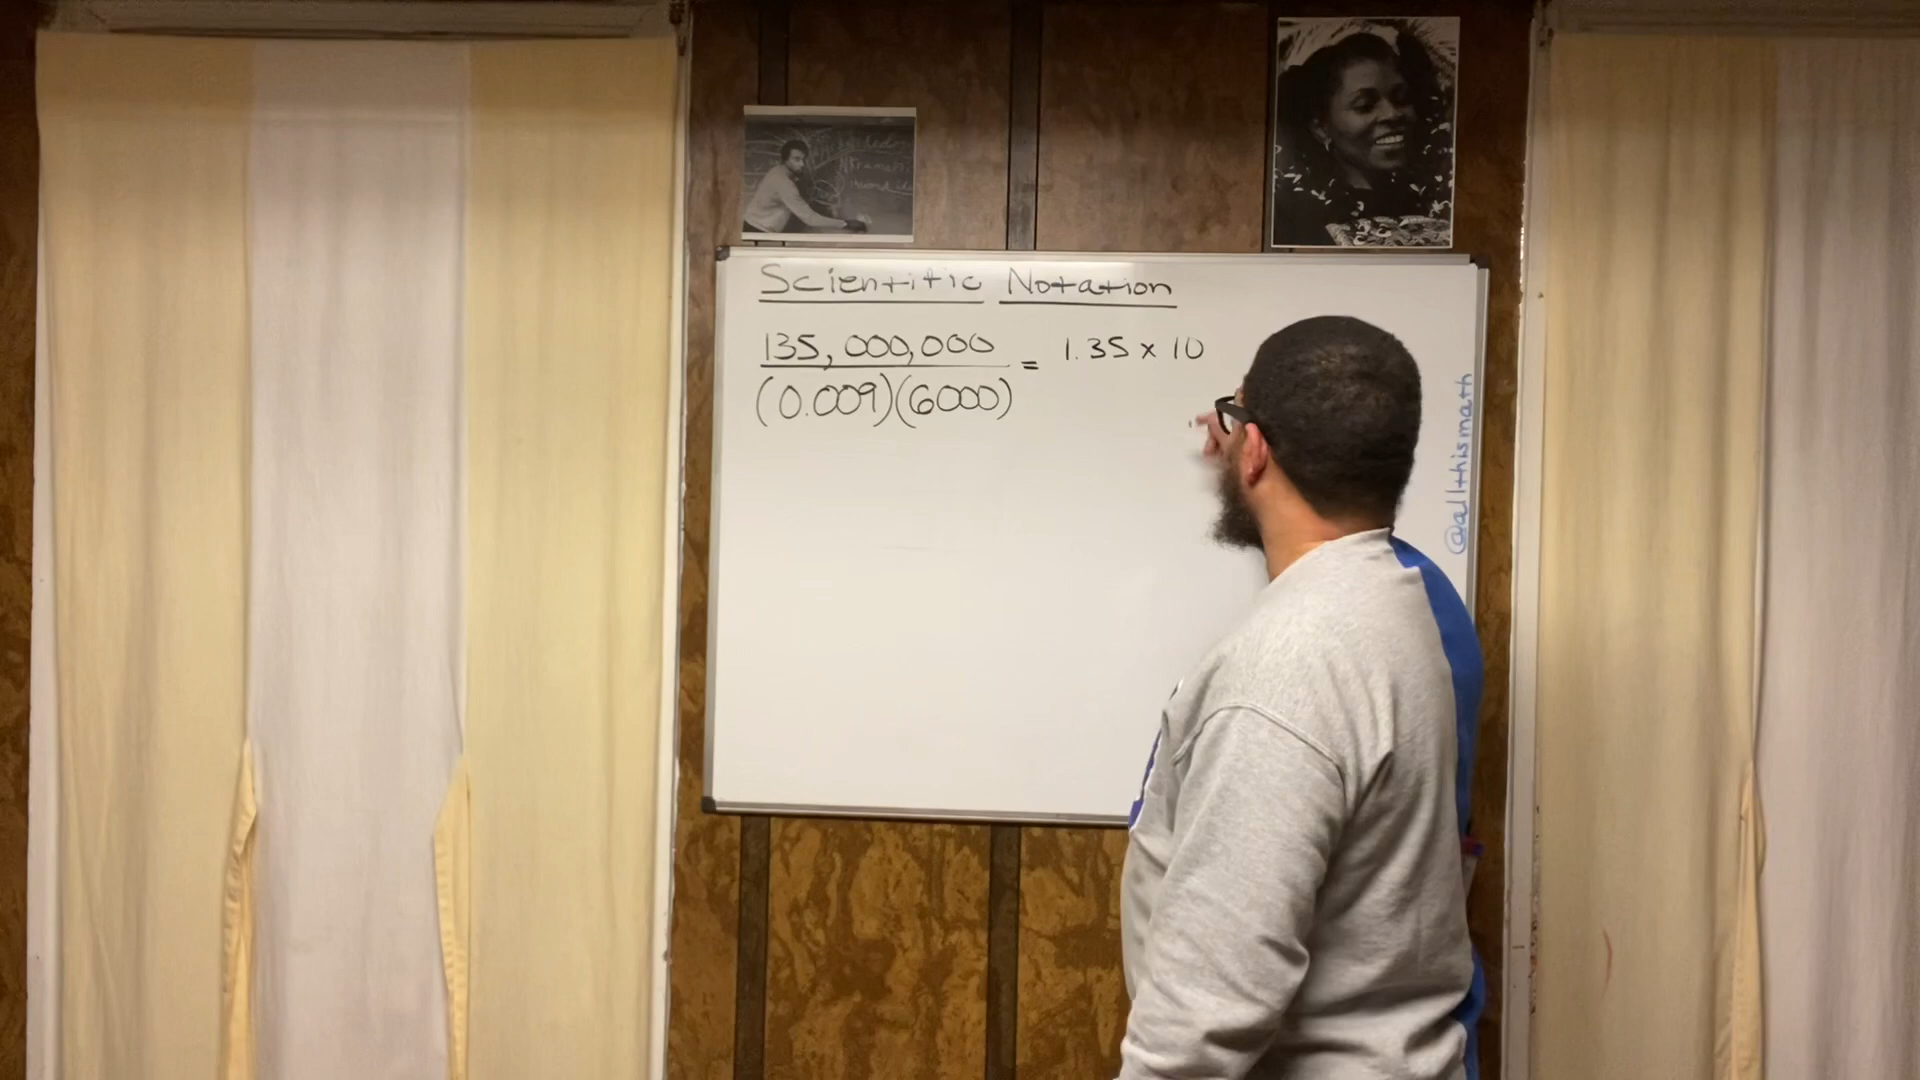 Scientific Notation
135,000,000
= 1.35 x 10
(0.009)(6000)
@allthismath